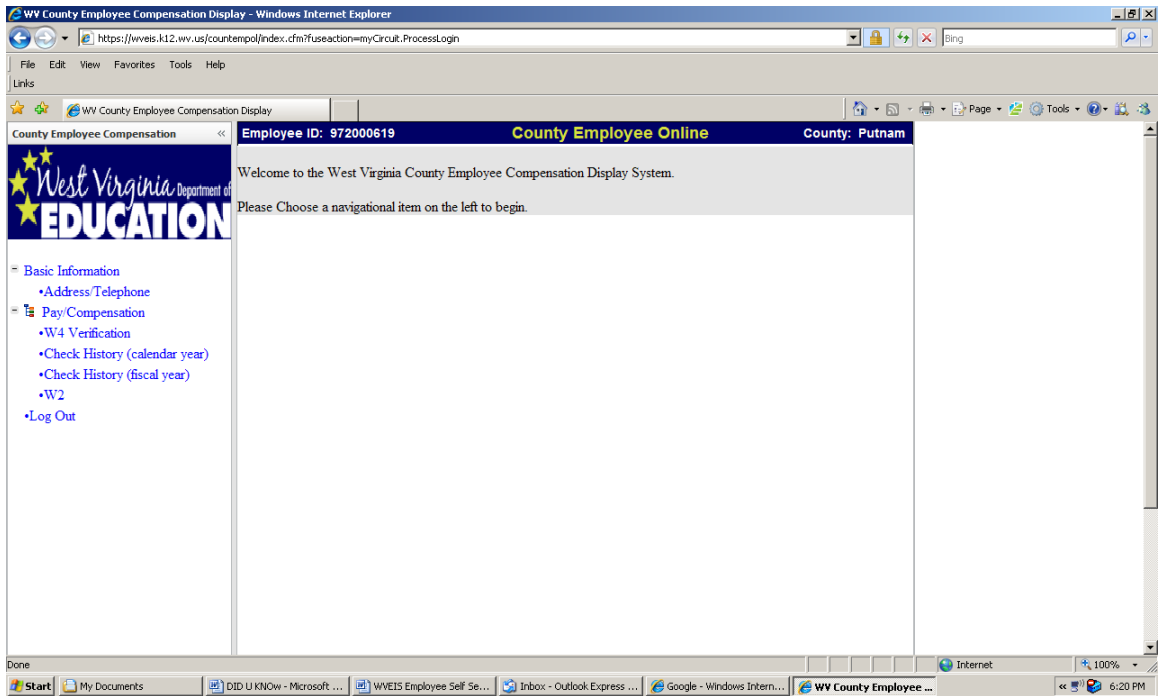 WV County Employee Compensation Display - Windows Internet Explorer
https://wveis.k12.wv.us/countempol/index.cfm?fuseaction=myCircuit.ProcessLogin
Bing
File Edit View Favorites Tools Help
Links
WV County Employee Compensation Display
Page Tools
County Employee Compensation «
Employee ID: 972000619 County Employee Online County: Putnam
West Virginia Department of
EDUCATION
Welcome to the West Virginia County Employee Compensation Display System.
Please Choose a navigational item on the left to begin.
Basic Information
•Address/Telephone
Pay/Compensation
•W4 Verification
•Check History (calendar year)
•Check History (fiscal year)
•W2
•Log Out
Done Internet 100%
Start My Documents DID U KNOw - Microsoft ... WVEIS Employee Self Se... Inbox - Outlook Express ... Google - Windows Intern... WV County Employee ... « 6:20 PM